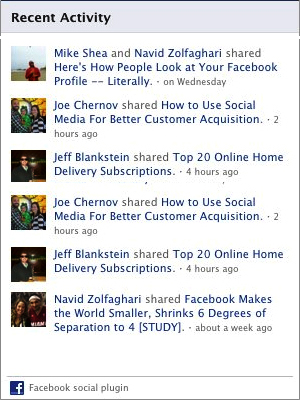 Recent Activity
Mike Shea and Navid Zolfaghari shared
Here's How People Look at Your Facebook
Profile -- Literally. · on Wednesday
Joe Chernov shared How to Use Social
Media For Better Customer Acquisition. · 2
hours ago
Jeff Blankstein shared Top 20 Online Home
Delivery Subscriptions. · 4 hours ago
Joe Chernov shared How to Use Social
Media For Better Customer Acquisition. · 2
hours ago
Jeff Blankstein shared Top 20 Online Home
Delivery Subscriptions. · 4 hours ago
Navid Zolfaghari shared Facebook Makes
the World Smaller, Shrinks 6 Degrees of
Separation to 4 [STUDY]. · about a week ago
Facebook social plugin